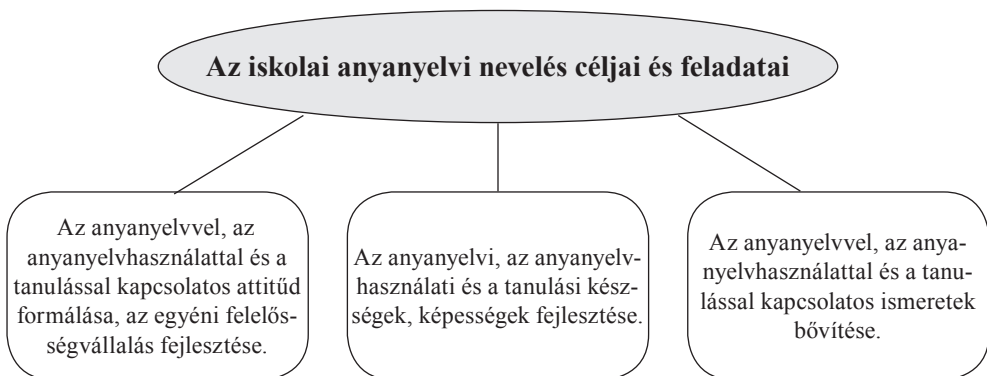 Az iskolai anyanyelvi nevelés céljai és feladatai
Az anyanyelvvel, az
anyanyelvhasználattal és a
tanulással kapcsolatos attitűd
formálása, az egyéni felelős-
ségvállalás fejlesztése.
Az anyanyelvi, az anyanyelv-
használati és a tanulási kész-
ségek, képességek fejlesztése.
Az anyanyelvvel, az anya-
nyelvhasználattal és a tanu-
lással kapcsolatos ismeretek
bővítése.